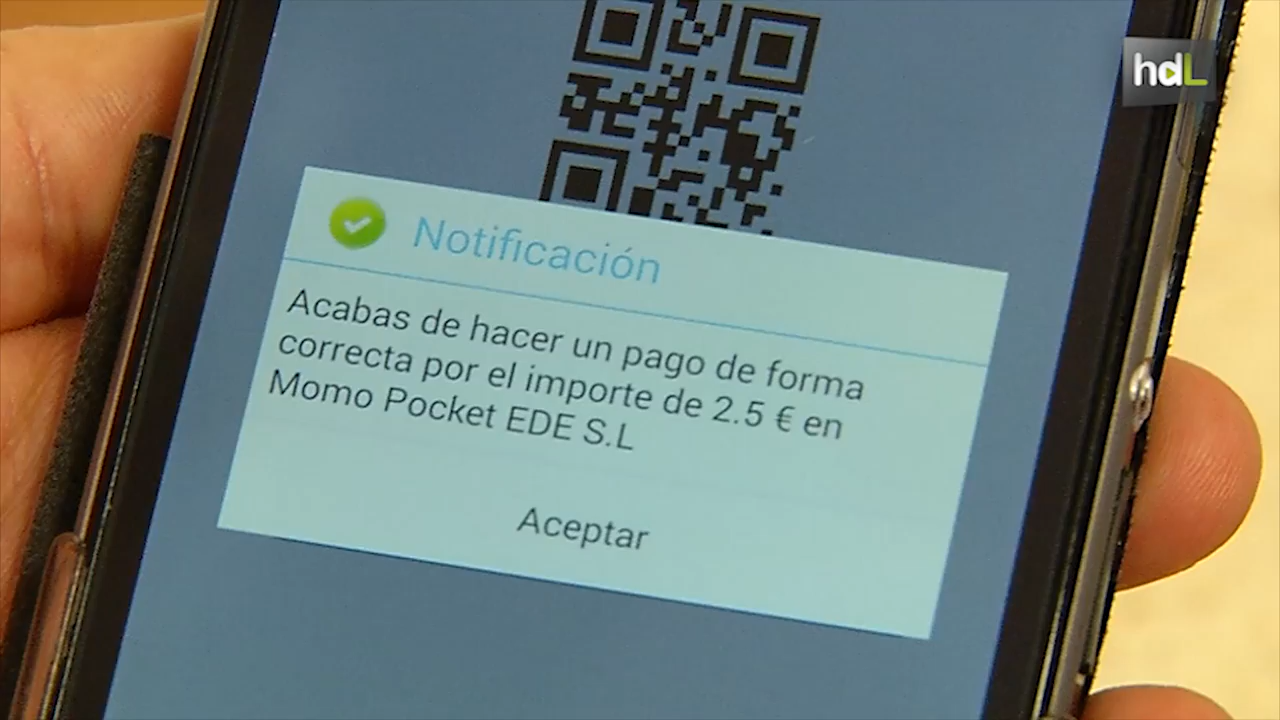 hdL
Notificación
Acabas de hacer un pago de forma
correcta por el importe de 2.5 € en
Momo Pocket EDE S.L
Aceptar